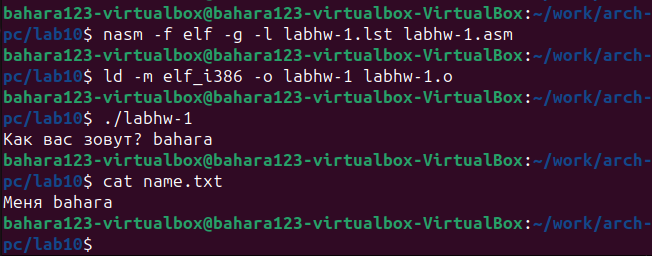 bahara123-virtualbox@bahara123-virtualbox-VirtualBox:~/work/arch-
pc/lab10$ nasm -f elf -g -l labhw-1.lst labhw-1.asm
bahara123-virtualbox@bahara123-virtualbox-VirtualBox:~/work/arch-
pc/lab10$ ld -m elf_i386 -o labhw-1 labhw-1.o
bahara123-virtualbox@bahara123-virtualbox-VirtualBox:~/work/arch-
pc/lab10$ ./labhw-1
Как вас зовут? bahara
bahara123-virtualbox@bahara123-virtualbox-VirtualBox:~/work/arch-
pc/lab10$ cat name.txt
Меня bahara
bahara123-virtualbox@bahara123-virtualbox-VirtualBox:~/work/arch-
pc/lab10$